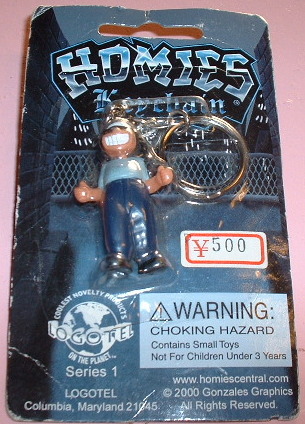 HOMIES
Keychain
¥500
COOLEST NOVELTY PRODUCTS
LOGOTEL
ON THE PLANET
Series 1
LOGOTEL
Columbia, Maryland 21045
⚠WARNING:
CHOKING HAZARD
Contains Small Toys
Not For Children Under 3 Years
www.homiescentral.com
© 2000 Gonzales Graphics
All Rights Reserved.